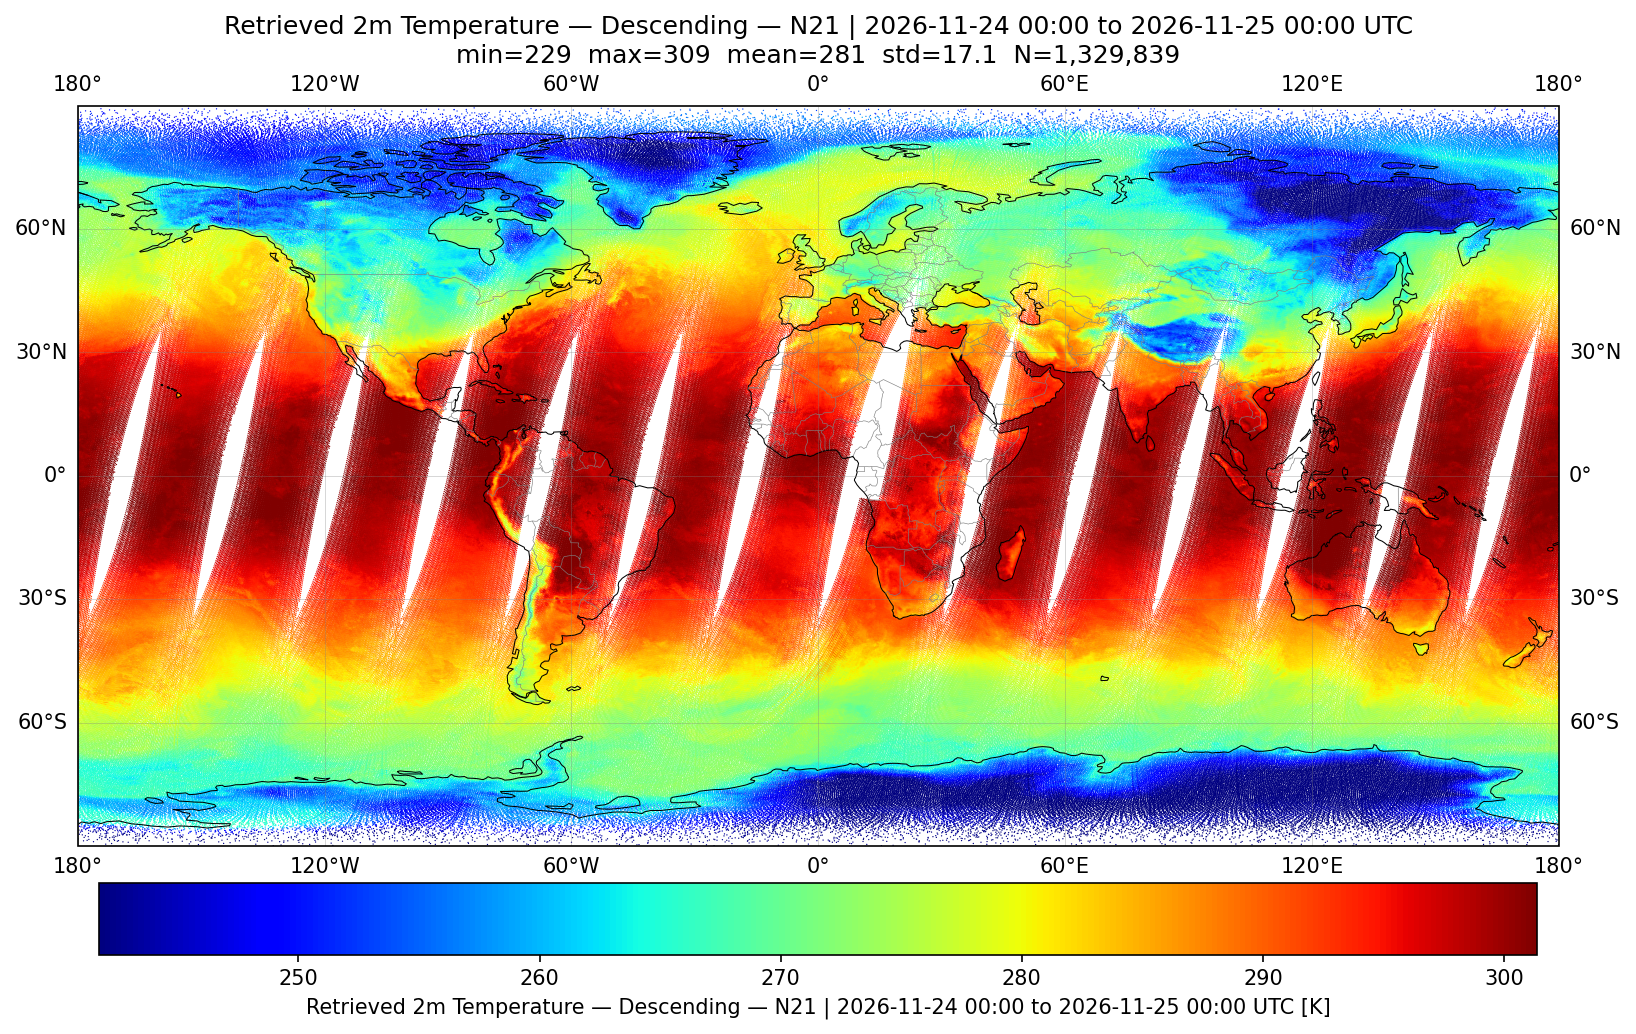 Retrieved 2m Temperature — Descending — N21 | 2026-11-24 00:00 to 2026-11-25 00:00 UTC
min=229 max=309 mean=281 std=17.1 N=1,329,839
180° 120°W 60°W 0° 60°E 120°E 180°
60°N 60°N
30°N 30°N
0° 0°
30°S 30°S
60°S 60°S
180° 120°W 60°W 0° 60°E 120°E 180°
250 260 270 280 290 300
Retrieved 2m Temperature — Descending — N21 | 2026-11-24 00:00 to 2026-11-25 00:00 UTC [K]